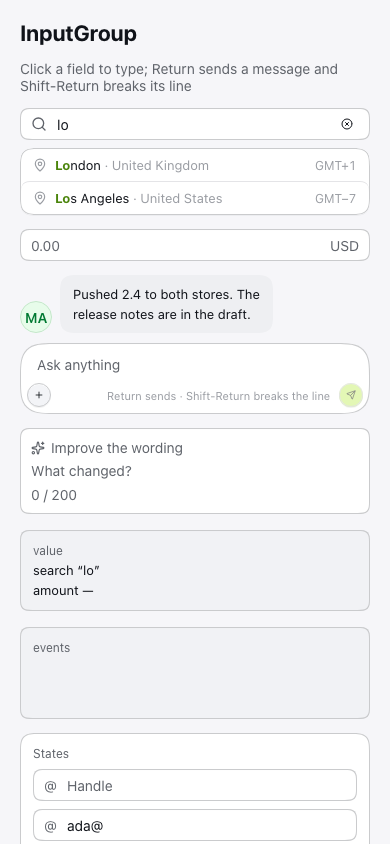 InputGroup
Click a field to type; Return sends a message and
Shift-Return breaks its line
lo
London · United Kingdom GMT+1
Los Angeles · United States GMT−7
0.00 USD
Pushed 2.4 to both stores. The
release notes are in the draft.
MA
Ask anything
Return sends · Shift-Return breaks the line
Improve the wording
What changed?
0 / 200
value
search “lo”
amount —
events
States
@ Handle
@ ada@